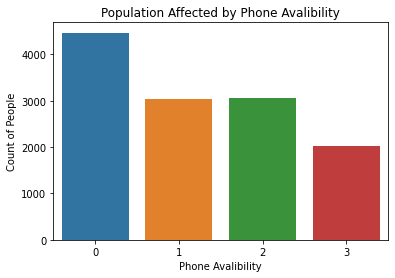 Population Affected by Phone Avalibility
Count of People
4000
3000
2000
1000
0
0 1 2 3
Phone Avalibility